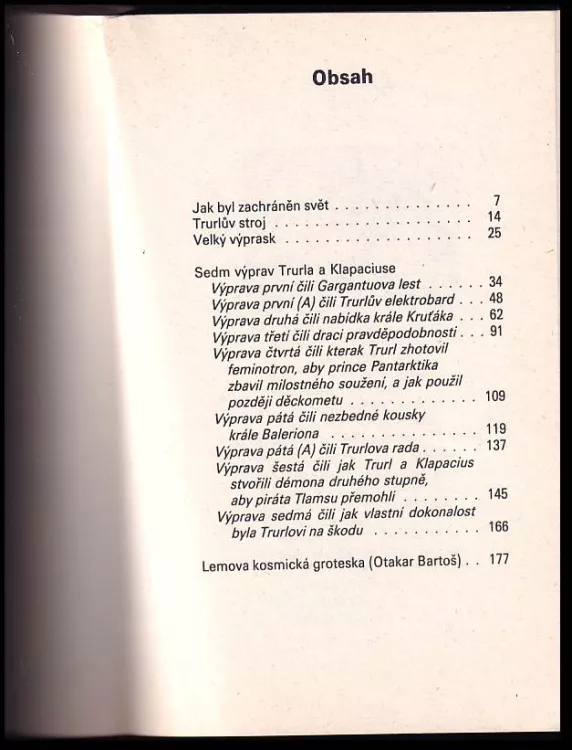 Obsah
Jak byl zachráněn svět . . . . . . . . . . . . . . 7
Trurlův stroj . . . . . . . . . . . . . . . . . . . . 14
Velký výprask . . . . . . . . . . . . . . . . . . . 25
Sedm výprav Trurla a Klapaciuse
Výprava první čili Gargantuova lest . . . . . . 34
Výprava první (A) čili Trurlův elektrobard . . . 48
Výprava druhá čili nabídka krále Kruťáka . . . 62
Výprava třetí čili draci pravděpodobnosti . . . 91
Výprava čtvrtá čili kterak Trurl zhotovil
feminotron, aby prince Pantarktika
zbavil milostného soužení, a jak použil
později děckometu . . . . . . . . . . . . . 109
Výprava pátá čili nezbedné kousky
krále Baleriona . . . . . . . . . . . . . . . 119
Výprava pátá (A) čili Trurlova rada . . . . . . 137
Výprava šestá čili jak Trurl a Klapacius
stvořili démona druhého stupně,
aby piráta Tlamsu přemohli . . . . . . . . 145
Výprava sedmá čili jak vlastní dokonalost
byla Trurlovi na škodu . . . . . . . . . . . 166
Lemova kosmická groteska (Otakar Bartoš) . . 177